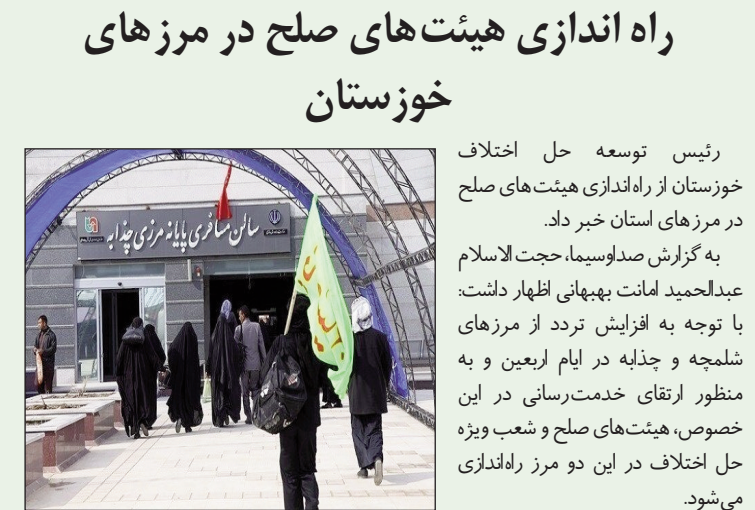 راه اندازی هیئت‌های صلح در مرزهای
خوزستان
رئیس توسعه حل اختلاف
خوزستان از راه‌اندازی هیئت‌های صلح
در مرزهای استان خبر داد.
به گزارش صداوسیما، حجت الاسلام
عبدالحمید امانت بهبهانی اظهار داشت:
با توجه به افزایش تردد از مرزهای
شلمچه و چذابه در ایام اربعین و به
منظور ارتقای خدمت‌رسانی در این
خصوص، هیئت‌های صلح و شعب ویژه
حل اختلاف در این دو مرز راه‌اندازی
می‌شود.
سالن مسافری پایانه مرزی چذابه